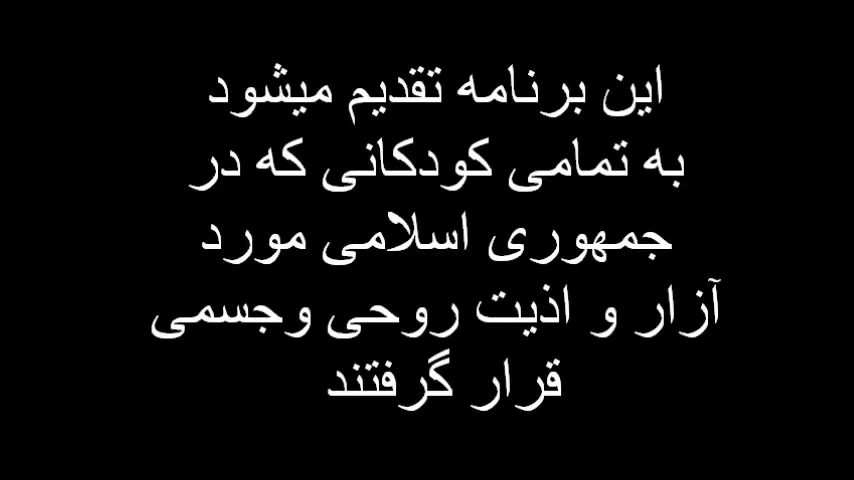 این برنامه تقدیم میشود
به تمامی کودکانی که در
جمهوری اسلامی مورد
آزار و اذیت روحی وجسمی
قرار گرفتند